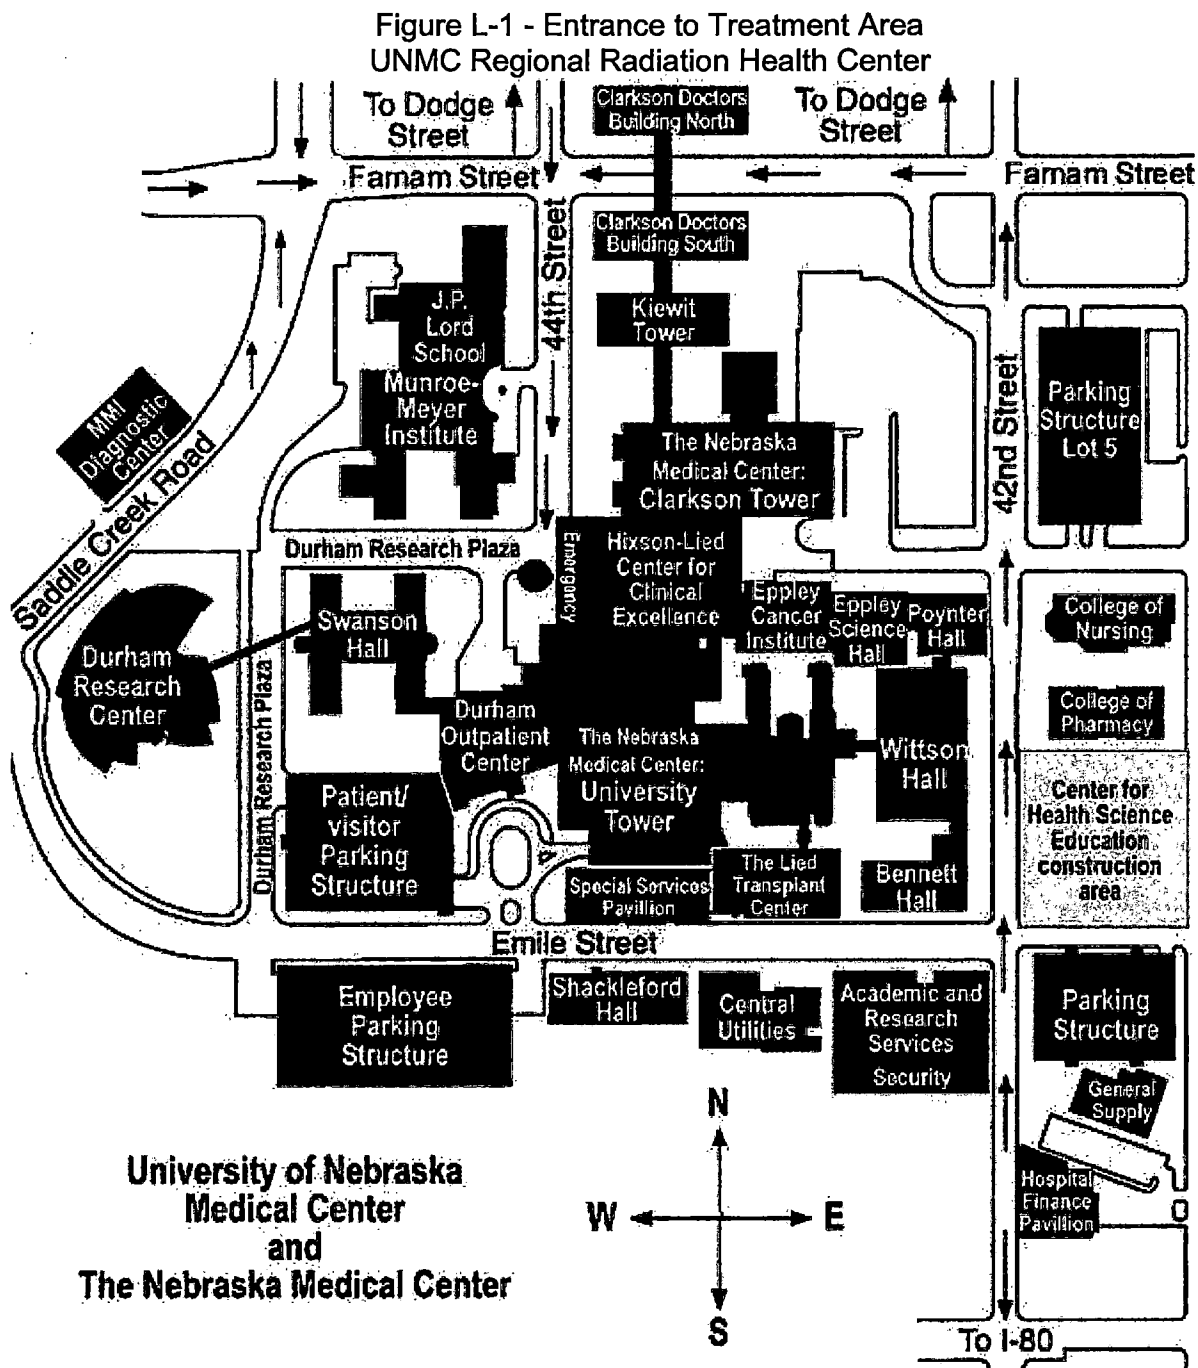 Figure L-1 - Entrance to Treatment Area
UNMC Regional Radiation Health Center
To Dodge
Street
Clarkson Doctors
Building North
To Dodge
Street
Farnam Street
Farnam Street
Clarkson Doctors
Building South
44th Street
Kiewit
Tower
J.P.
Lord
School
Munroe-
Meyer
Institute
42nd Street
Parking
Structure
Lot 5
MMI
Diagnostic
Center
Saddle Creek Road
The Nebraska
Medical Center:
Clarkson Tower
Durham Research Plaza
Emergency
Hixson-Lied
Center for
Clinical
Excellence
Eppley
Cancer
Institute
Eppley
Science
Hall
Poynter
Hall
College of
Nursing
Swanson
Hall
Durham
Research
Center
Durham Research Plaza
Durham
Outpatient
Center
The Nebraska
Medical Center:
University
Tower
Wittson
Hall
College of
Pharmacy
Center for
Health Science
Education
construction
area
Patient/
visitor
Parking
Structure
Special Services
Pavillion
The Lied
Transplant
Center
Bennett
Hall
Emile Street
Employee
Parking
Structure
Shackleford
Hall
Central
Utilities
Academic and
Research
Services
Security
Parking
Structure
General
Supply
Hospital
Finance
Pavillion
N
W
E
S
University of Nebraska
Medical Center
and
The Nebraska Medical Center
To I-80